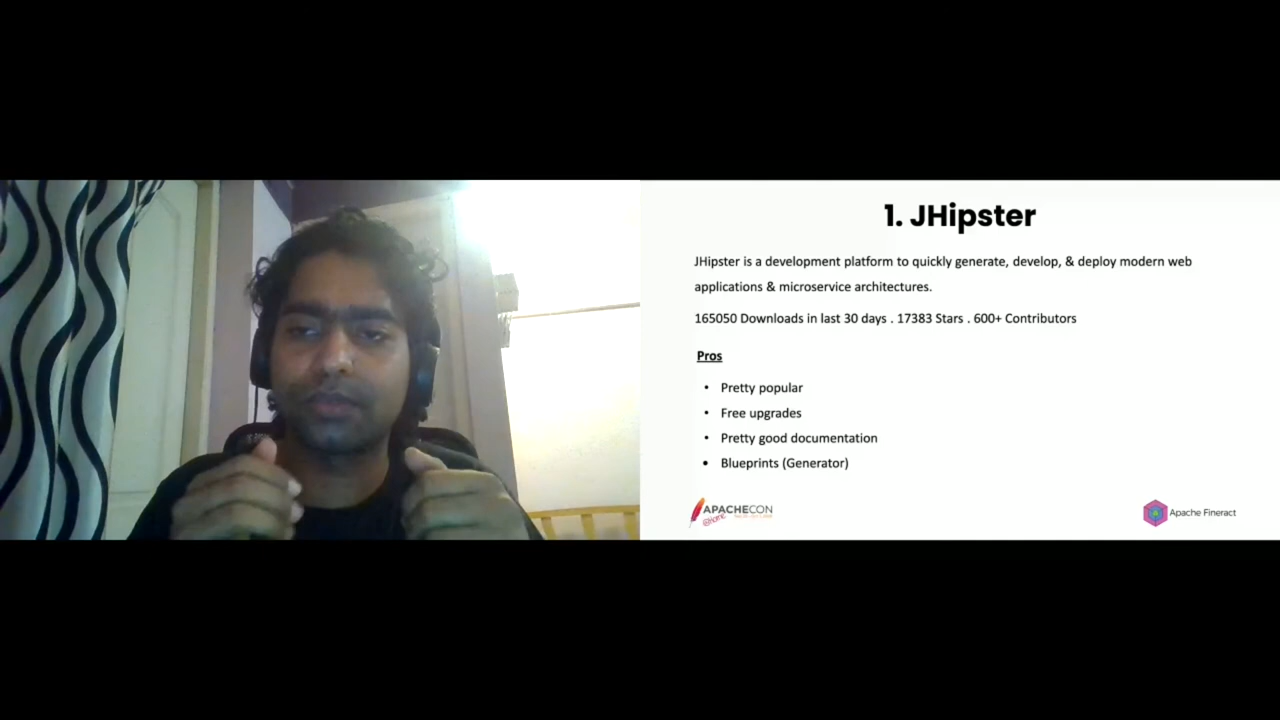 1. JHipster
JHipster is a development platform to quickly generate, develop, & deploy modern web
applications & microservice architectures.
165050 Downloads in last 30 days . 17383 Stars . 600+ Contributors
Pros
• Pretty popular
• Free upgrades
• Pretty good documentation
• Blueprints (Generator)
APACHECON
@Home
Apache Fineract